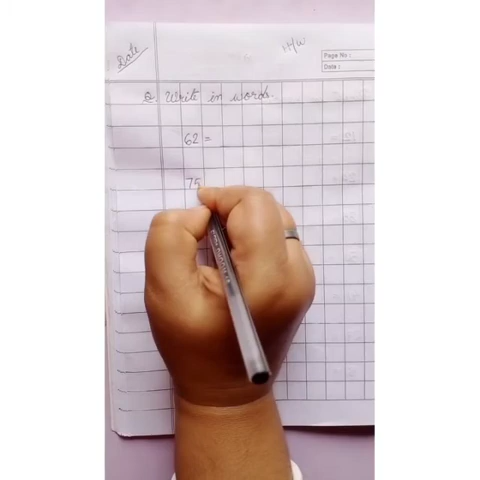 Date
H/W
Page No :
Date :
Q. Write in words.
62 =
75